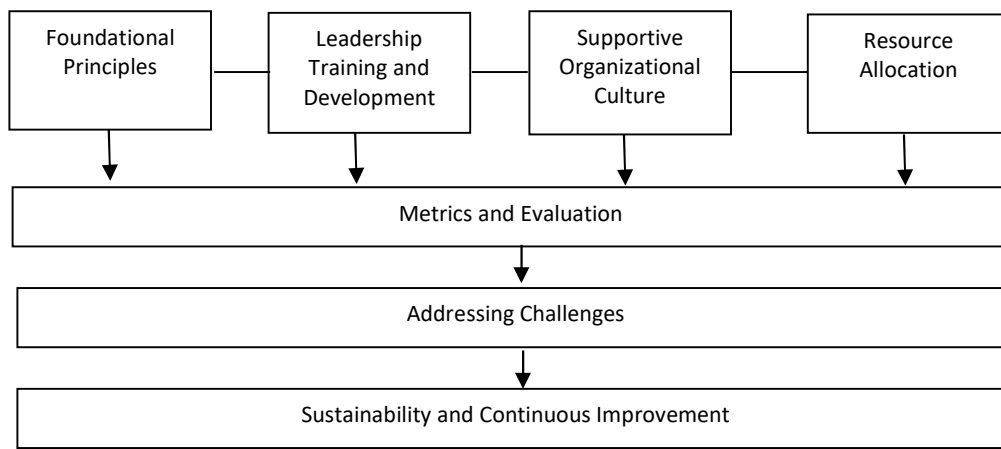 Foundational
Principles
Leadership
Training and
Development
Supportive
Organizational
Culture
Resource
Allocation
Metrics and Evaluation
Addressing Challenges
Sustainability and Continuous Improvement